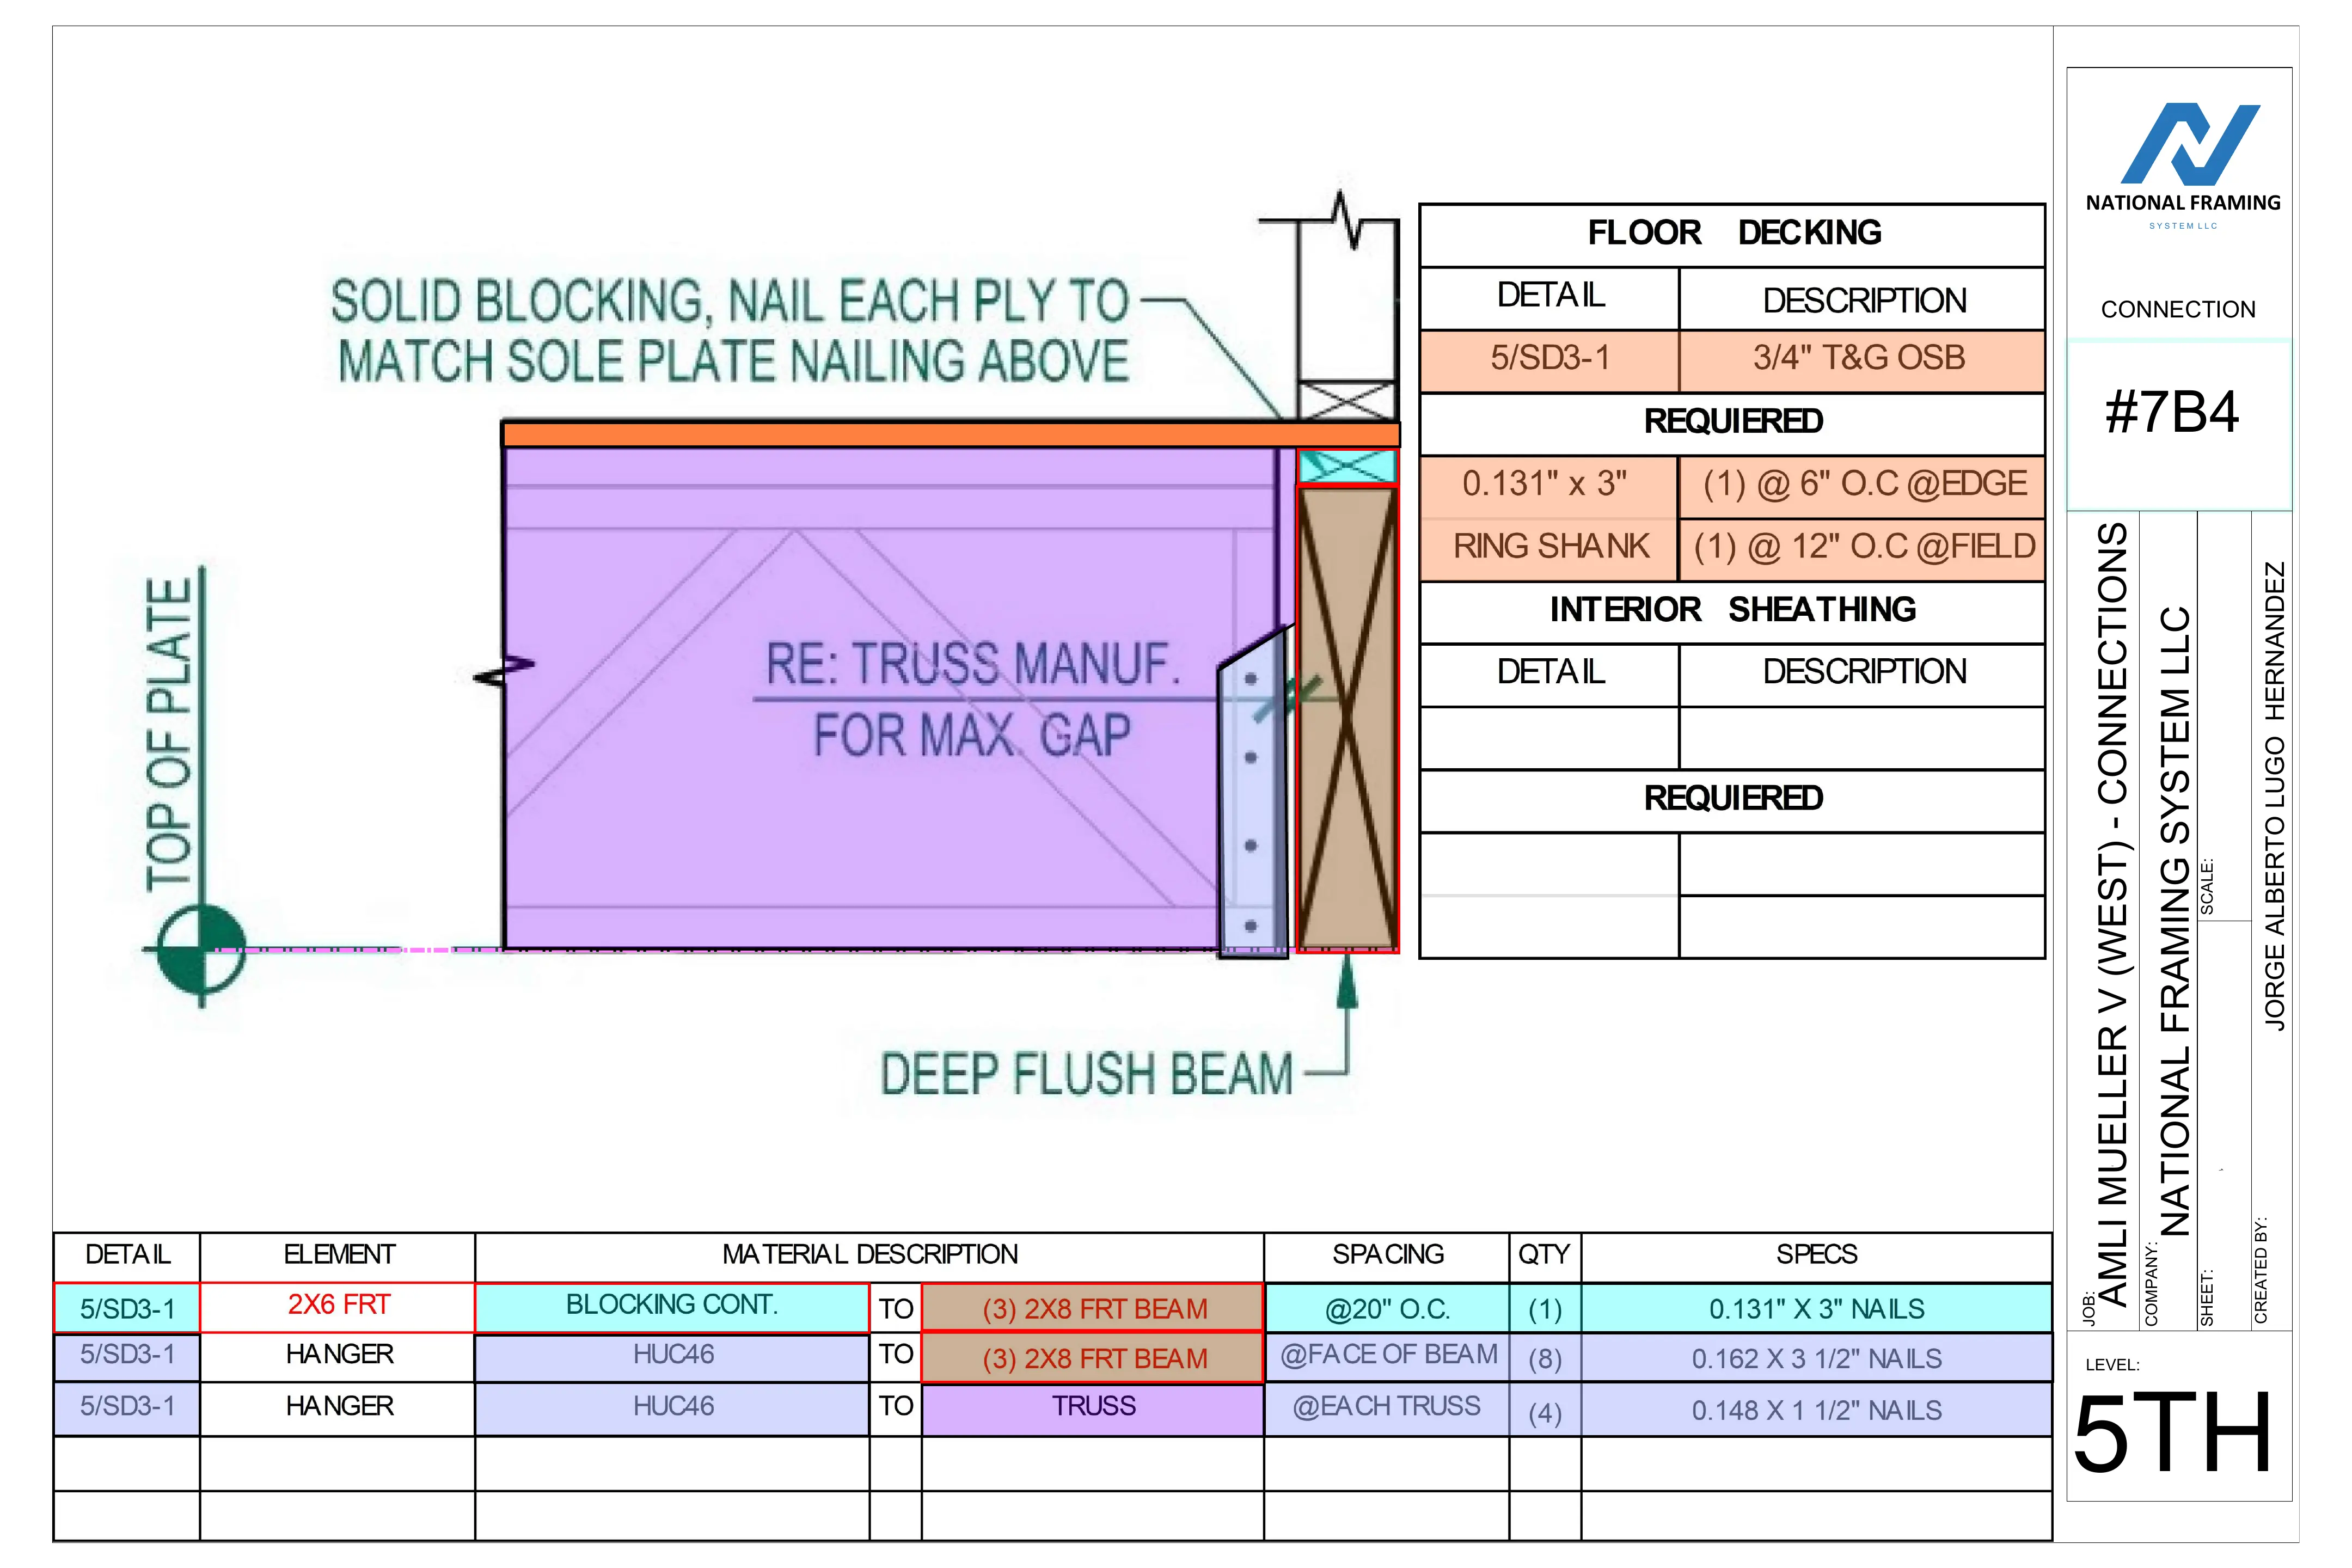 SOLID BLOCKING, NAIL EACH PLY TO
MATCH SOLE PLATE NAILING ABOVE
TOP OF PLATE
RE: TRUSS MANUF.
FOR MAX. GAP
DEEP FLUSH BEAM
FLOOR DECKING
DETAIL DESCRIPTION
5/SD3-1 3/4" T&G OSB
REQUIERED
0.131" x 3" (1) @ 6" O.C @EDGE
RING SHANK (1) @ 12" O.C @FIELD
INTERIOR SHEATHING
DETAIL DESCRIPTION
REQUIERED
DETAIL ELEMENT MATERIAL DESCRIPTION SPACING QTY SPECS
5/SD3-1 2X6 FRT BLOCKING CONT. TO (3) 2X8 FRT BEAM @20" O.C. (1) 0.131" X 3" NAILS
5/SD3-1 HANGER HUC46 TO (3) 2X8 FRT BEAM @FACE OF BEAM (8) 0.162 X 3 1/2" NAILS
5/SD3-1 HANGER HUC46 TO TRUSS @EACH TRUSS (4) 0.148 X 1 1/2" NAILS
NATIONAL FRAMING
SYSTEM LLC
CONNECTION
#7B4
JOB: AMLI MUELLER V (WEST) - CONNECTIONS
COMPANY: NATIONAL FRAMING SYSTEM LLC
SCALE:
SHEET:
CREATED BY: JORGE ALBERTO LUGO HERNANDEZ
LEVEL:
5TH